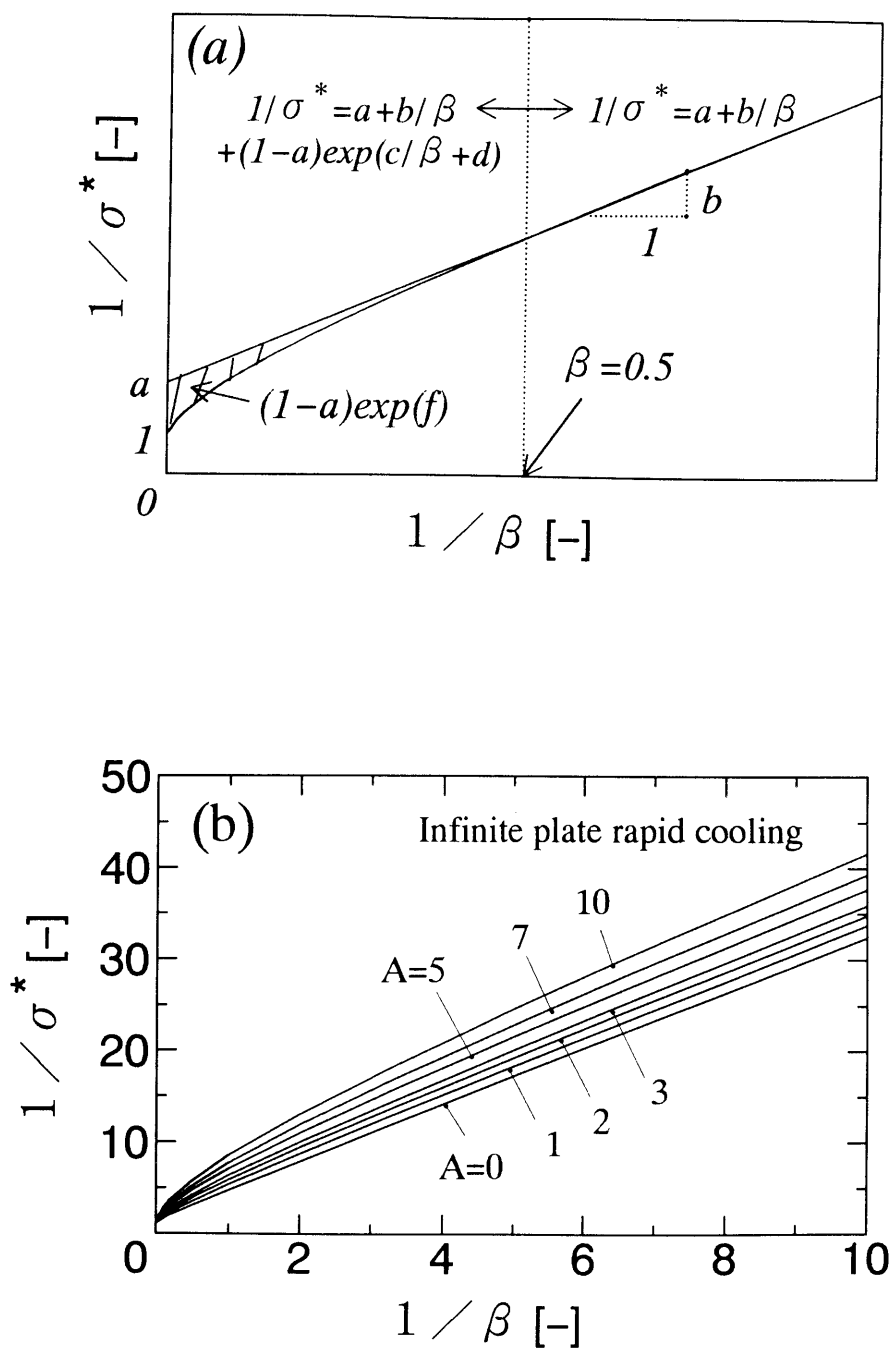 (a)
1/σ* =a+b/β ⟷ 1/σ* =a+b/β
+(1−a)exp(c/β+d)
b
1
1/σ* [−]
a
β=0.5
(1−a)exp(f)
1
0
1/β [−]
50
(b)
Infinite plate rapid cooling
40
10
7
A=5
30
1/σ* [−]
20
3
2
1
10
A=0
0 2 4 6 8 10
1/β [−]